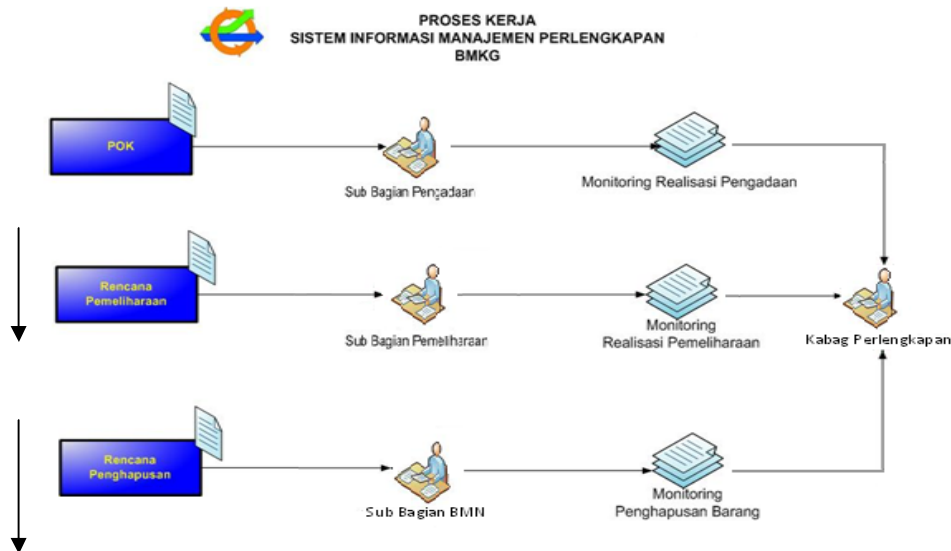 PROSES KERJA
SISTEM INFORMASI MANAJEMEN PERLENGKAPAN
BMKG
POK
Sub Bagian Pengadaan
Monitoring Realisasi Pengadaan
Rencana
Pemeliharaan
Sub Bagian Pemeliharaan
Monitoring
Realisasi Pemeliharaan
Kabag Perlengkapan
Rencana
Penghapusan
Sub Bagian BMN
Monitoring
Penghapusan Barang